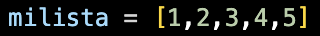 milista = [1,2,3,4,5]